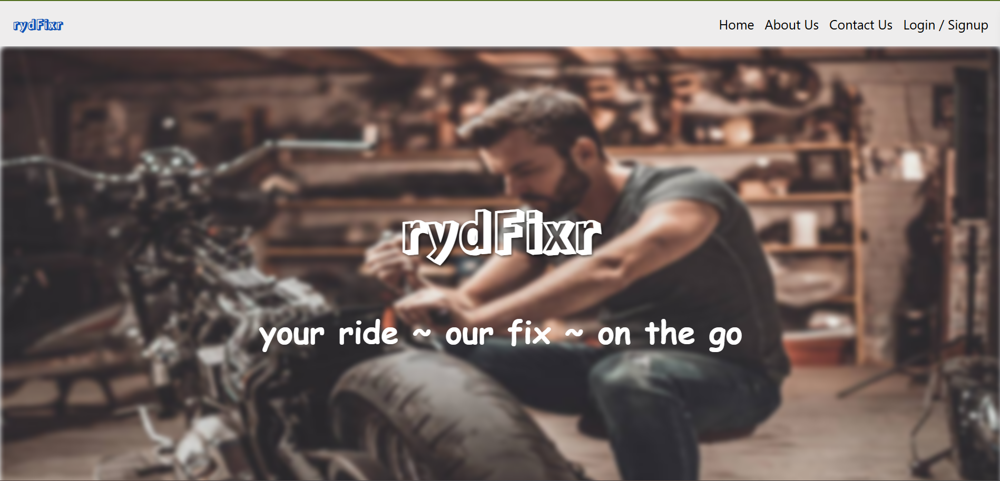 rydFixr
Home About Us Contact Us Login / Signup
rydFixr
your ride ~ our fix ~ on the go